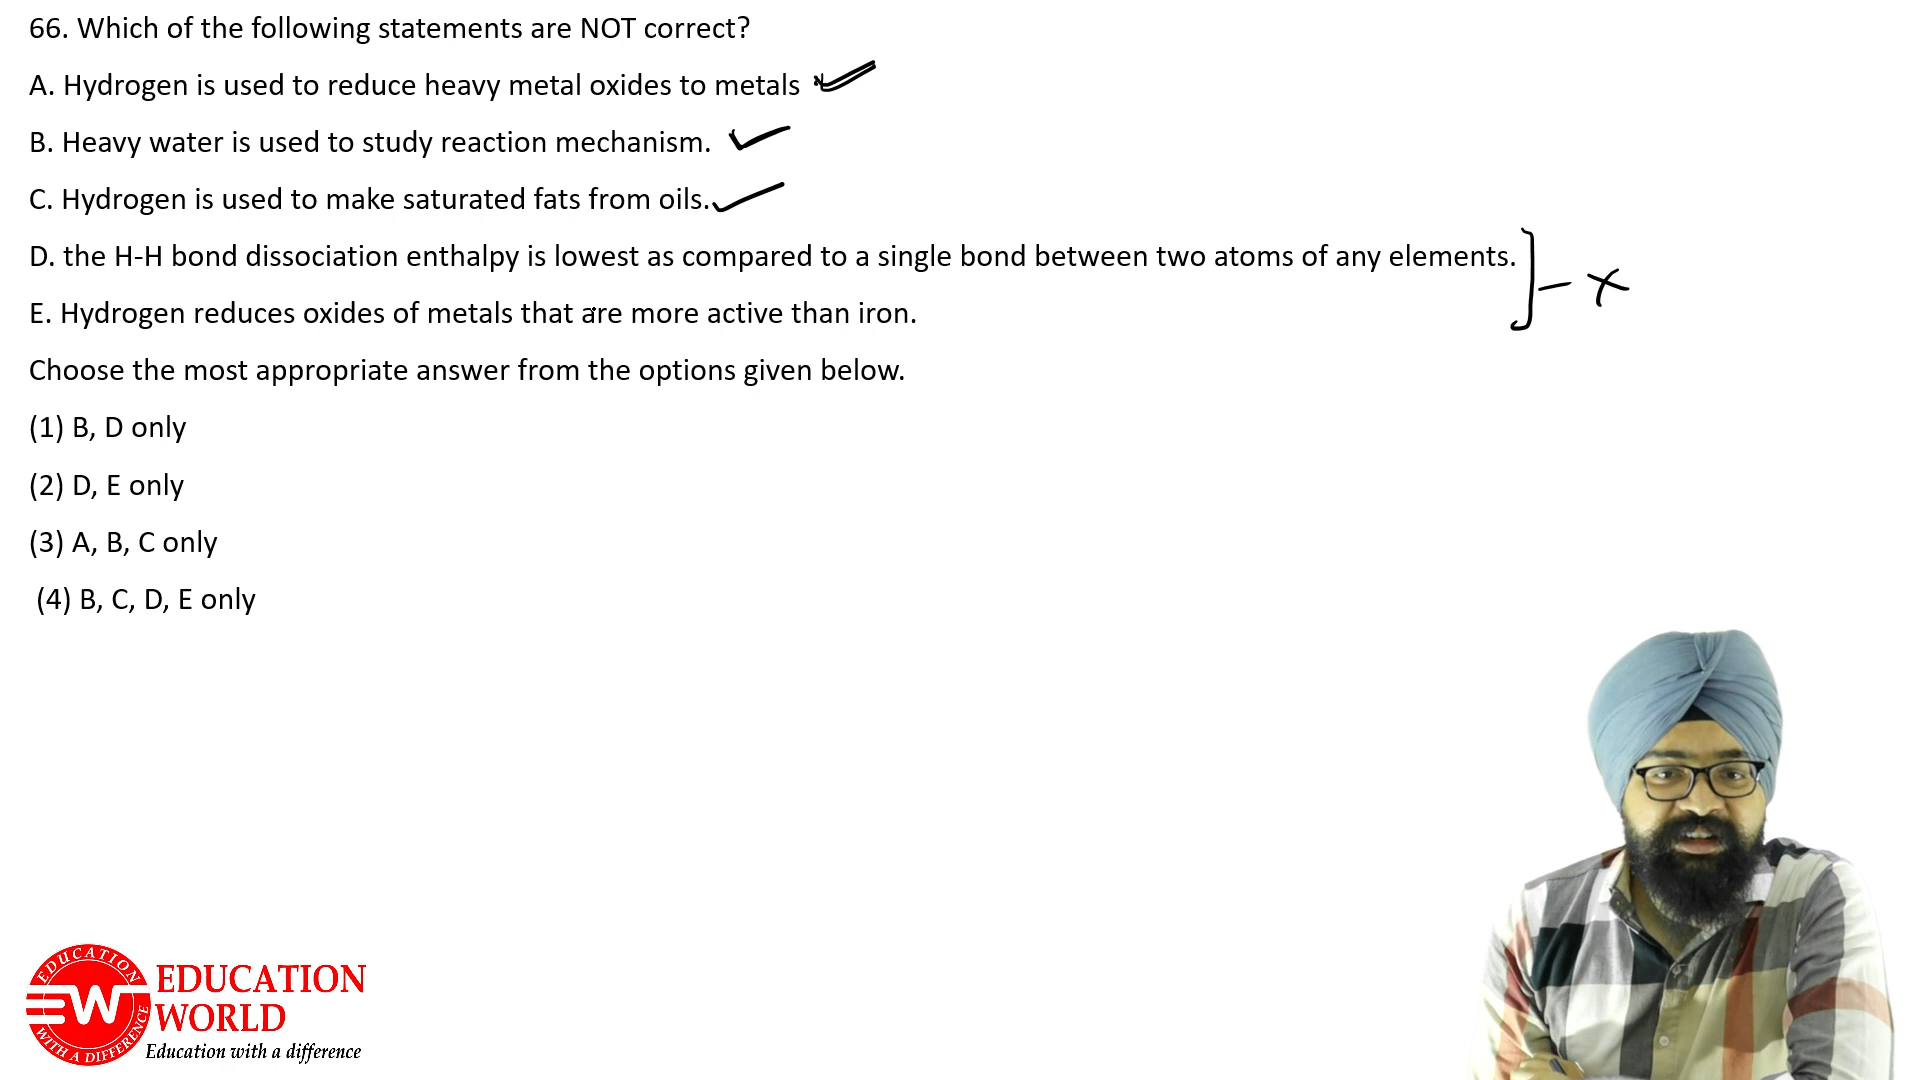 66. Which of the following statements are NOT correct?
A. Hydrogen is used to reduce heavy metal oxides to metals
B. Heavy water is used to study reaction mechanism.
C. Hydrogen is used to make saturated fats from oils.
D. the H-H bond dissociation enthalpy is lowest as compared to a single bond between two atoms of any elements.
E. Hydrogen reduces oxides of metals that are more active than iron.
Choose the most appropriate answer from the options given below.
(1) B, D only
(2) D, E only
(3) A, B, C only
(4) B, C, D, E only
EDUCATION
EW
WITH A DIFFERENCE
EDUCATION
WORLD
Education with a difference